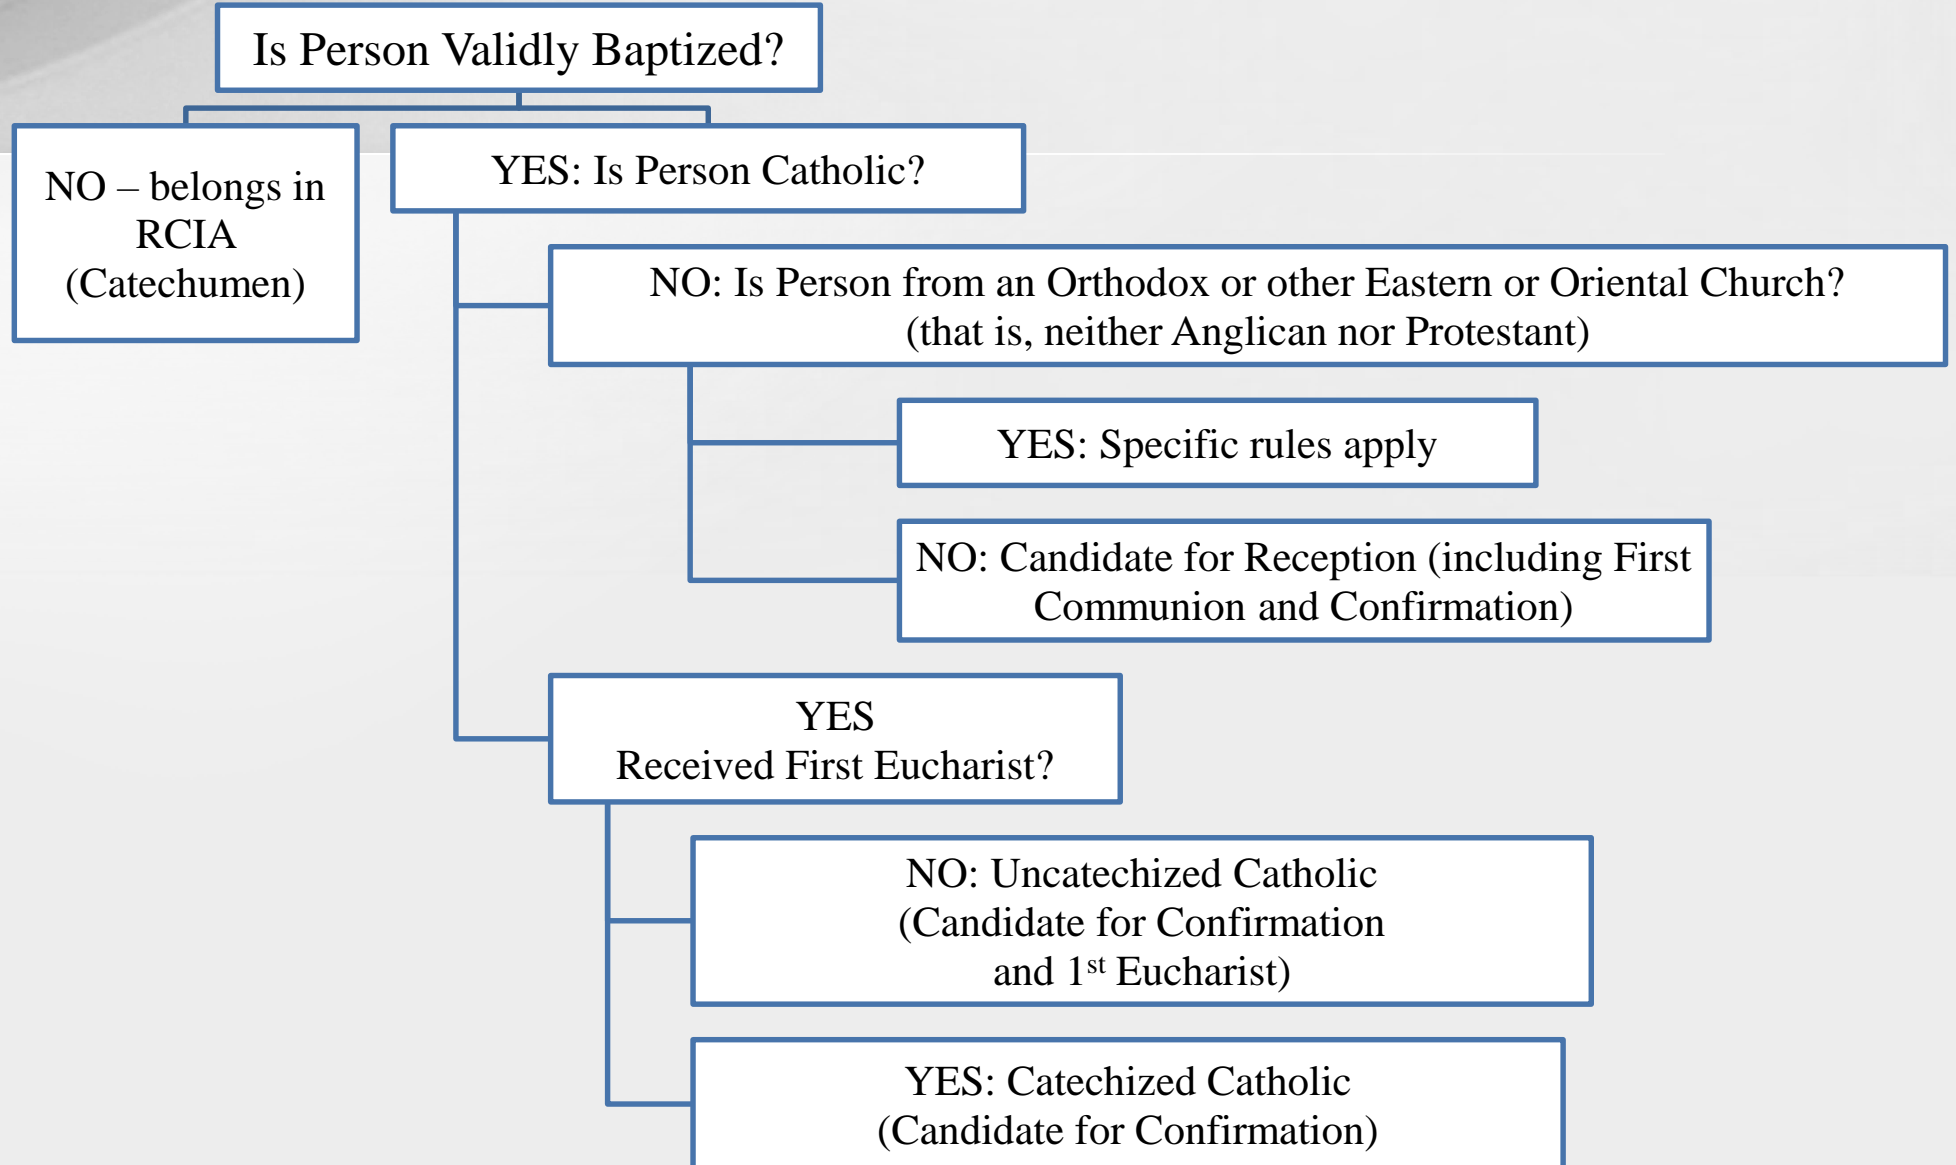 Is Person Validly Baptized?
NO – belongs in
RCIA
(Catechumen)
YES: Is Person Catholic?
NO: Is Person from an Orthodox or other Eastern or Oriental Church?
(that is, neither Anglican nor Protestant)
YES: Specific rules apply
NO: Candidate for Reception (including First
Communion and Confirmation)
YES
Received First Eucharist?
NO: Uncatechized Catholic
(Candidate for Confirmation
and 1st Eucharist)
YES: Catechized Catholic
(Candidate for Confirmation)